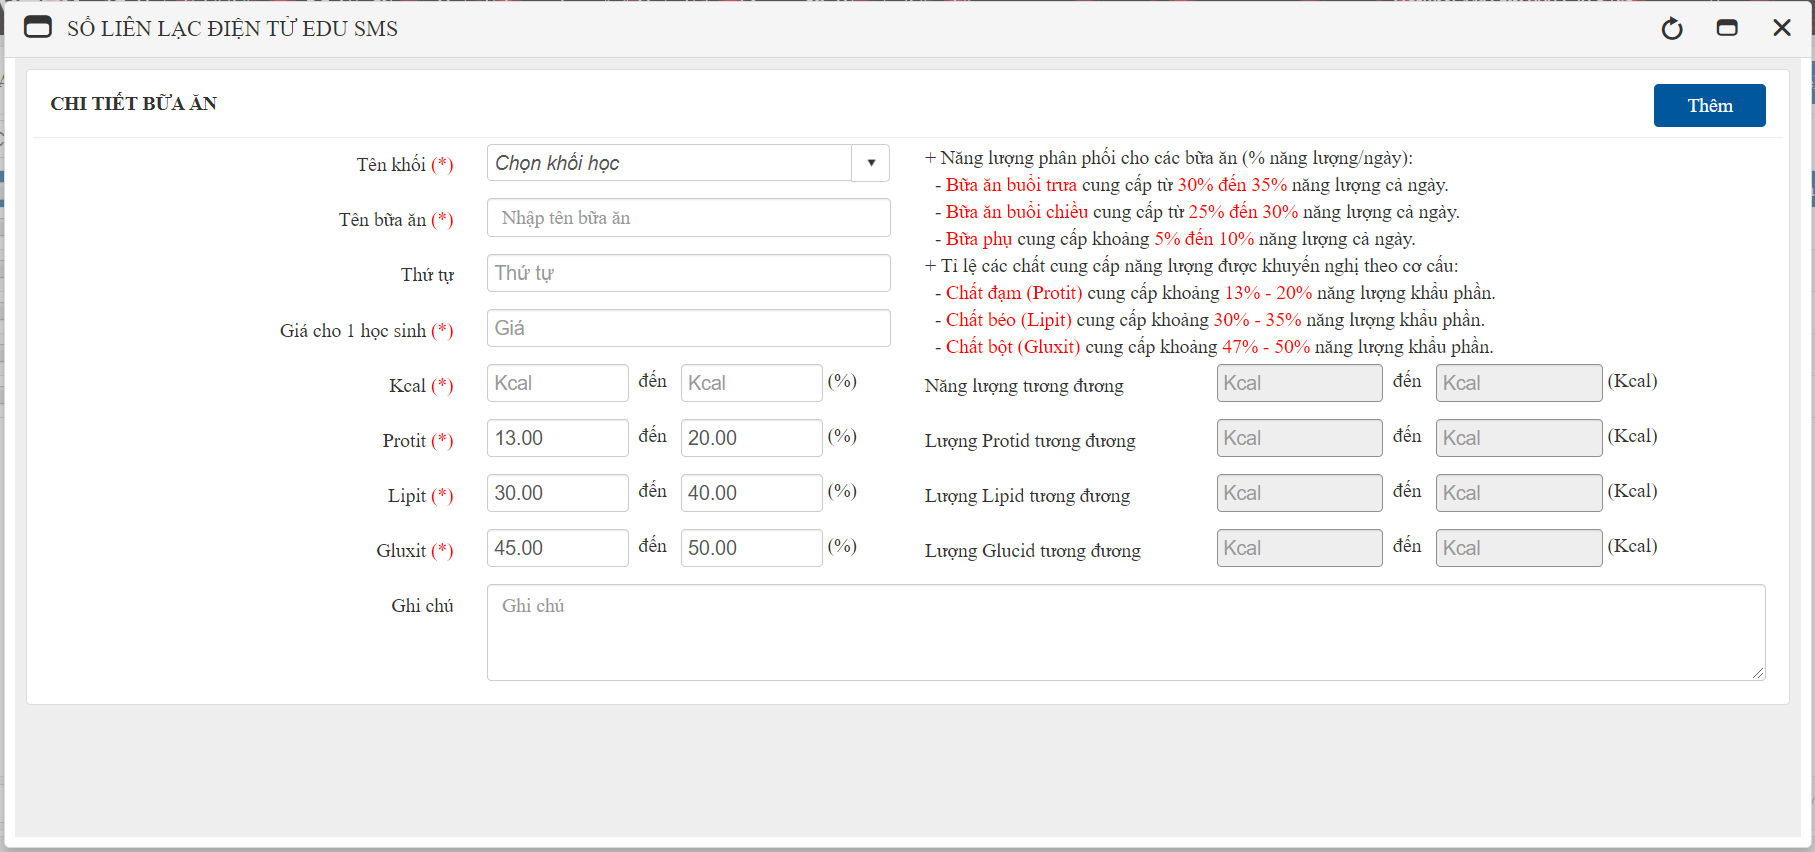 SỔ LIÊN LẠC ĐIỆN TỬ EDU SMS
CHI TIẾT BỮA ĂN
Thêm
Tên khối (*)
Chọn khối học
Tên bữa ăn (*)
Nhập tên bữa ăn
Thứ tự
Thứ tự
Giá cho 1 học sinh (*)
Giá
+ Năng lượng phân phối cho các bữa ăn (% năng lượng/ngày):
- Bữa ăn buổi trưa cung cấp từ 30% đến 35% năng lượng cả ngày.
- Bữa ăn buổi chiều cung cấp từ 25% đến 30% năng lượng cả ngày.
- Bữa phụ cung cấp khoảng 5% đến 10% năng lượng cả ngày.
+ Tỉ lệ các chất cung cấp năng lượng được khuyến nghị theo cơ cấu:
- Chất đạm (Protit) cung cấp khoảng 13% - 20% năng lượng khẩu phần.
- Chất béo (Lipit) cung cấp khoảng 30% - 35% năng lượng khẩu phần.
- Chất bột (Gluxit) cung cấp khoảng 47% - 50% năng lượng khẩu phần.
Kcal (*) Kcal đến Kcal (%) Năng lượng tương đương Kcal đến Kcal (Kcal)
Protit (*) 13.00 đến 20.00 (%) Lượng Protid tương đương Kcal đến Kcal (Kcal)
Lipit (*) 30.00 đến 40.00 (%) Lượng Lipid tương đương Kcal đến Kcal (Kcal)
Gluxit (*) 45.00 đến 50.00 (%) Lượng Glucid tương đương Kcal đến Kcal (Kcal)
Ghi chú
Ghi chú